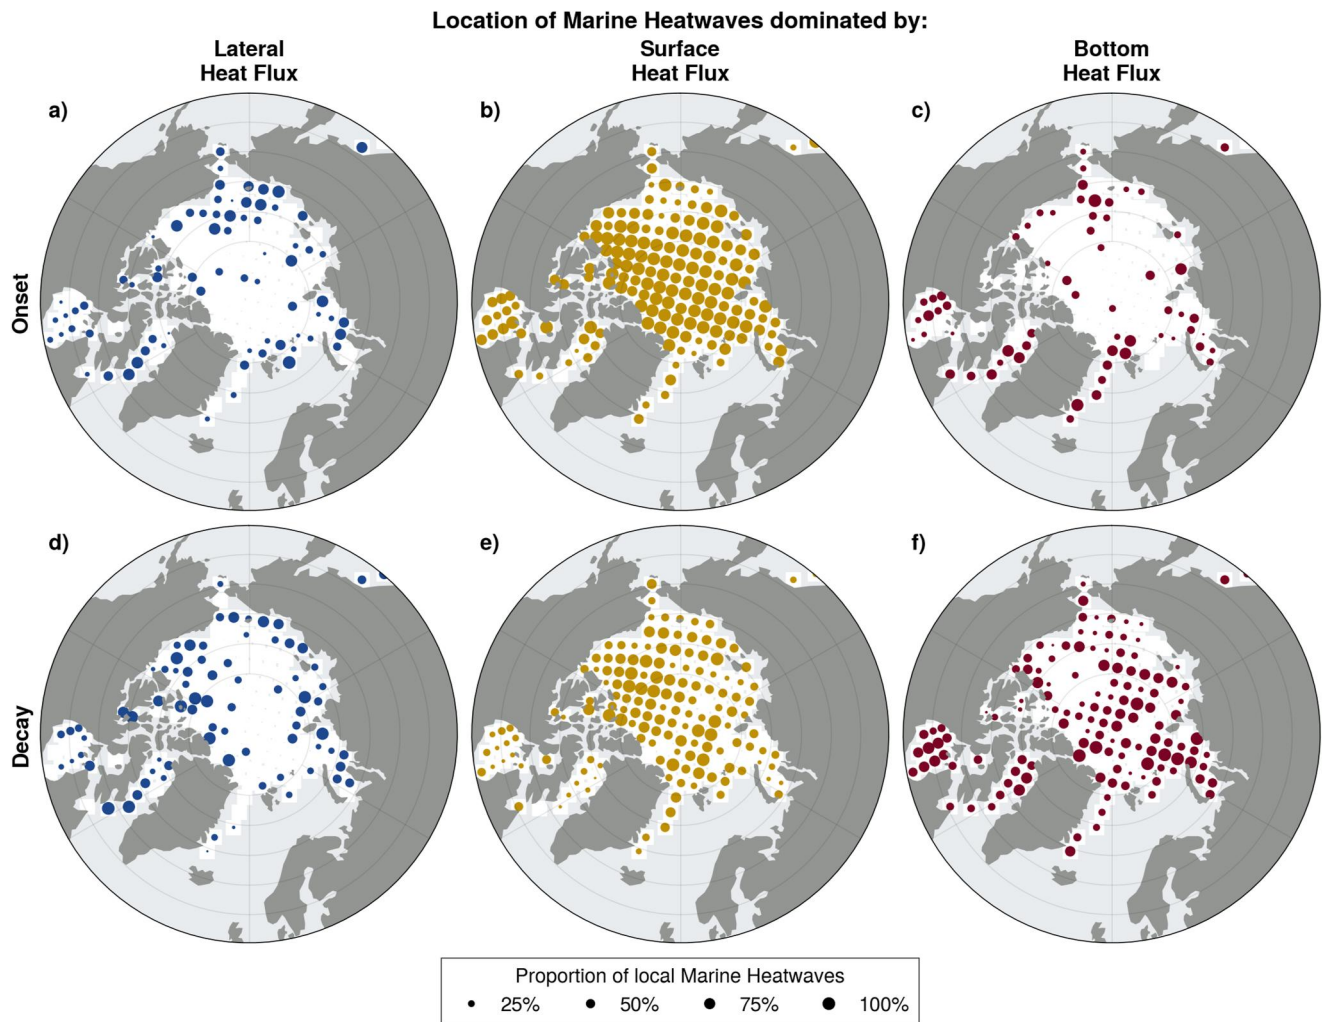 Location of Marine Heatwaves dominated by:
Lateral
Heat Flux
Surface
Heat Flux
Bottom
Heat Flux
a)
b)
c)
Onset
d)
e)
f)
Decay
Proportion of local Marine Heatwaves
25% 50% 75% 100%